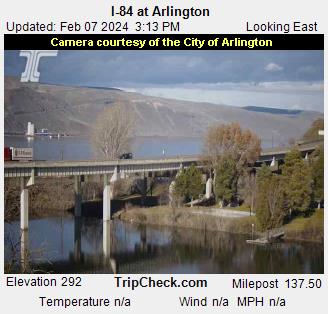 I-84 at Arlington
Updated: Feb 07 2024 3:13 PM Looking East
Camera courtesy of the City of Arlington
Elevation 292 TripCheck.com Milepost 137.50
Temperature n/a Wind n/a MPH n/a